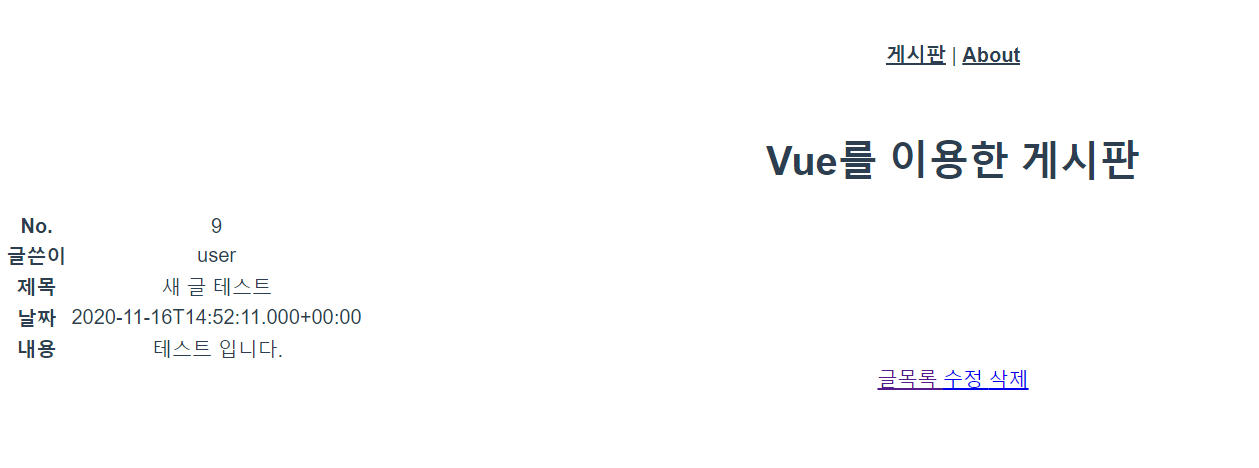 게시판 | About
Vue를 이용한 게시판
No. 9
글쓴이 user
제목 새 글 테스트
날짜 2020-11-16T14:52:11.000+00:00
내용 테스트 입니다.
글목록 수정 삭제